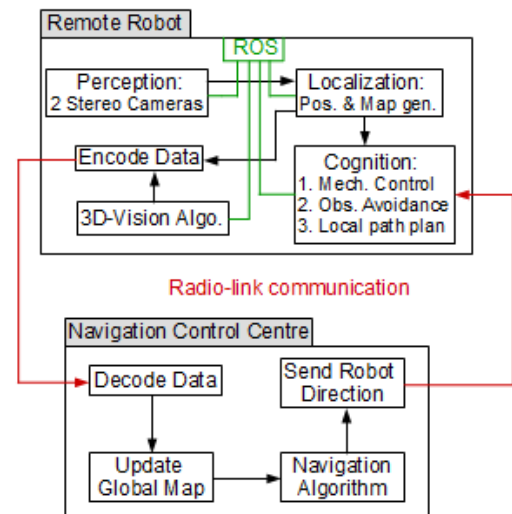 Remote Robot
ROS
Perception:
2 Stereo Cameras
Localization:
Pos. & Map gen.
Encode Data
3D-Vision Algo.
Cognition:
1. Mech. Control
2. Obs. Avoidance
3. Local path plan
Radio-link communication
Navigation Control Centre
Decode Data
Send Robot
Direction
Update
Global Map
Navigation
Algorithm